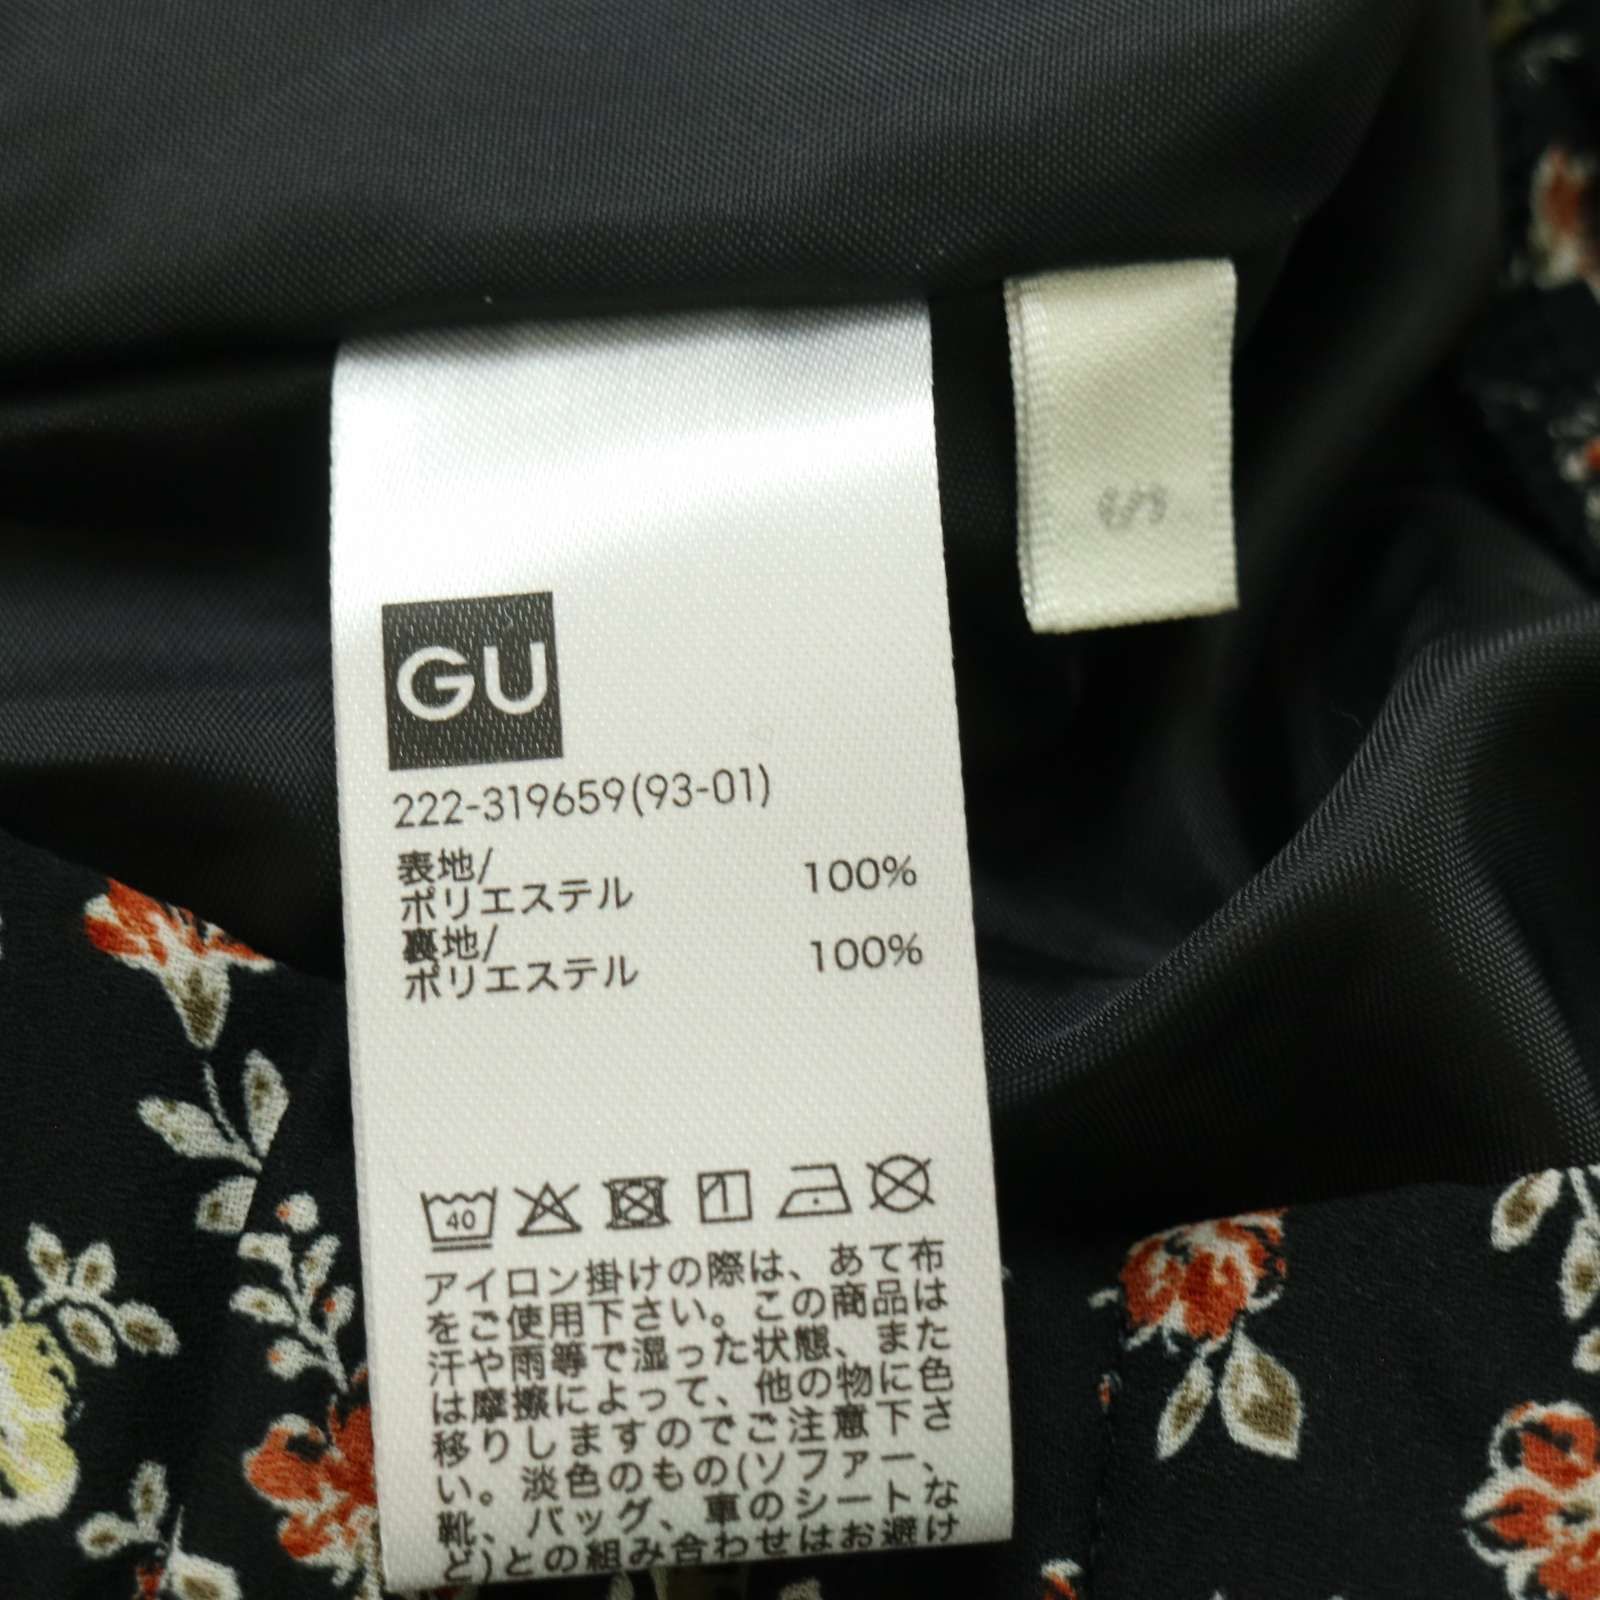 GU
222-319659(93-01)
表地/
ポリエステル 100%
裏地/
ポリエステル 100%
40
1
アイロン掛けの際は、あて布
をご使用下さい。この商品は
汗や雨等で湿った状態、また
は摩擦によって、他の物に色
移りしますのでご注意下さ
い。淡色のもの(ソファー、
靴、バッグ、車のシートな
ど)との組み合わせはお避け